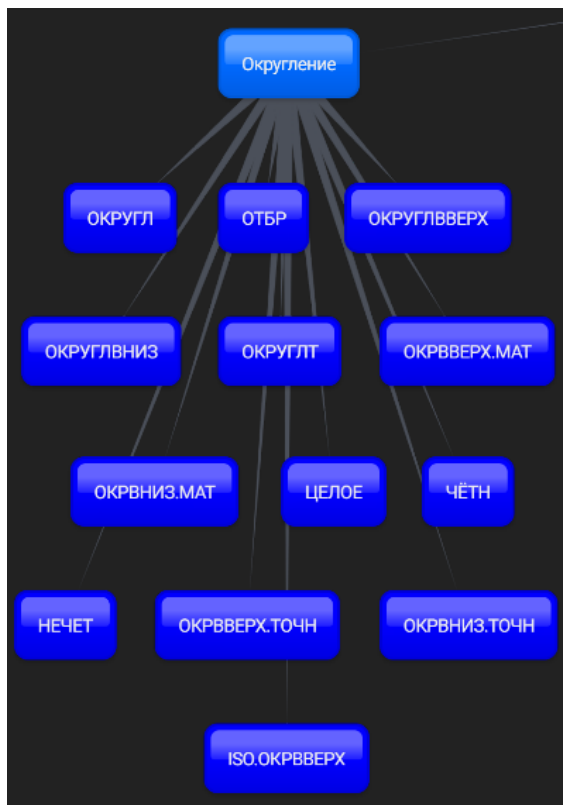 Округление
ОКРУГЛ
ОТБР
ОКРУГЛВВЕРХ
ОКРУГЛВНИЗ
ОКРУГЛТ
ОКРВВЕРХ.МАТ
ОКРВНИЗ.МАТ
ЦЕЛОЕ
ЧЁТН
НЕЧЕТ
ОКРВВЕРХ.ТОЧН
ОКРВНИЗ.ТОЧН
ISO.ОКРВВЕРХ